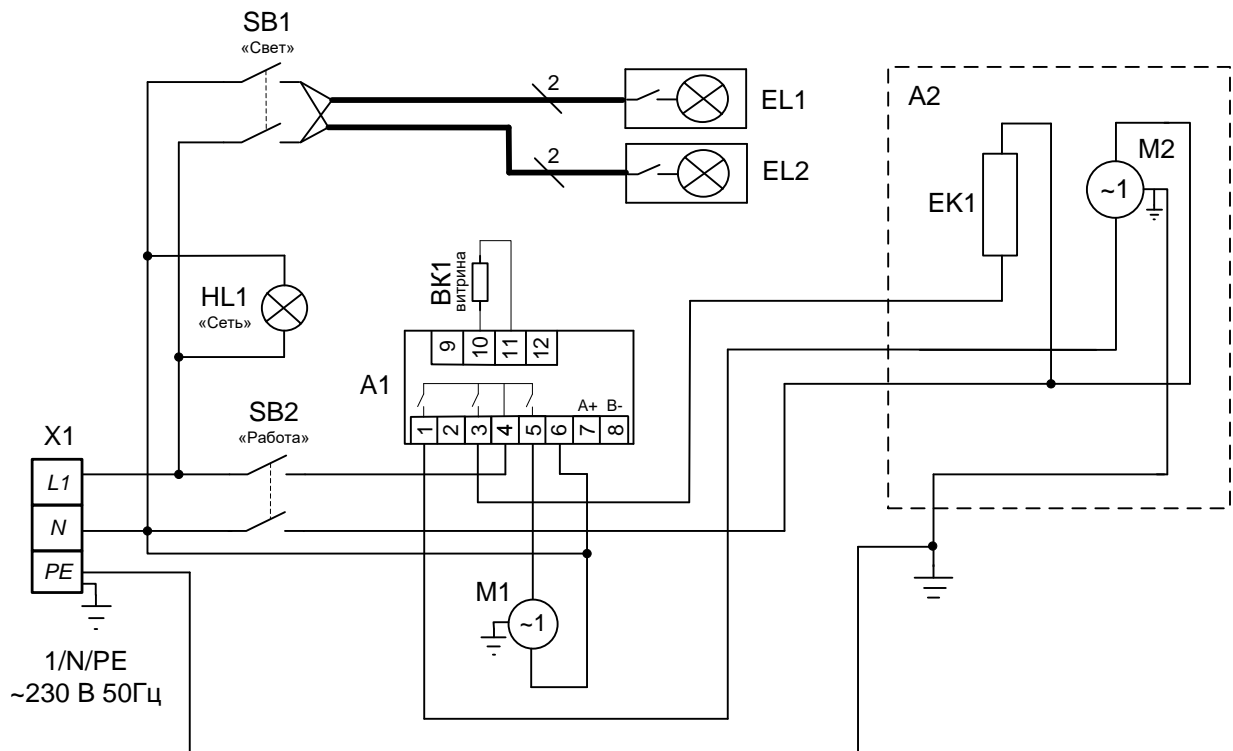 SB1
«Свет»
2
EL1
2
EL2
A2
EK1
M2
~1
HL1
«Сеть»
BK1
витрина
9
10
11
12
A1
A+
B-
1
2
3
4
5
6
7
8
SB2
«Работа»
X1
L1
N
PE
M1
~1
1/N/PE
~230 В 50Гц